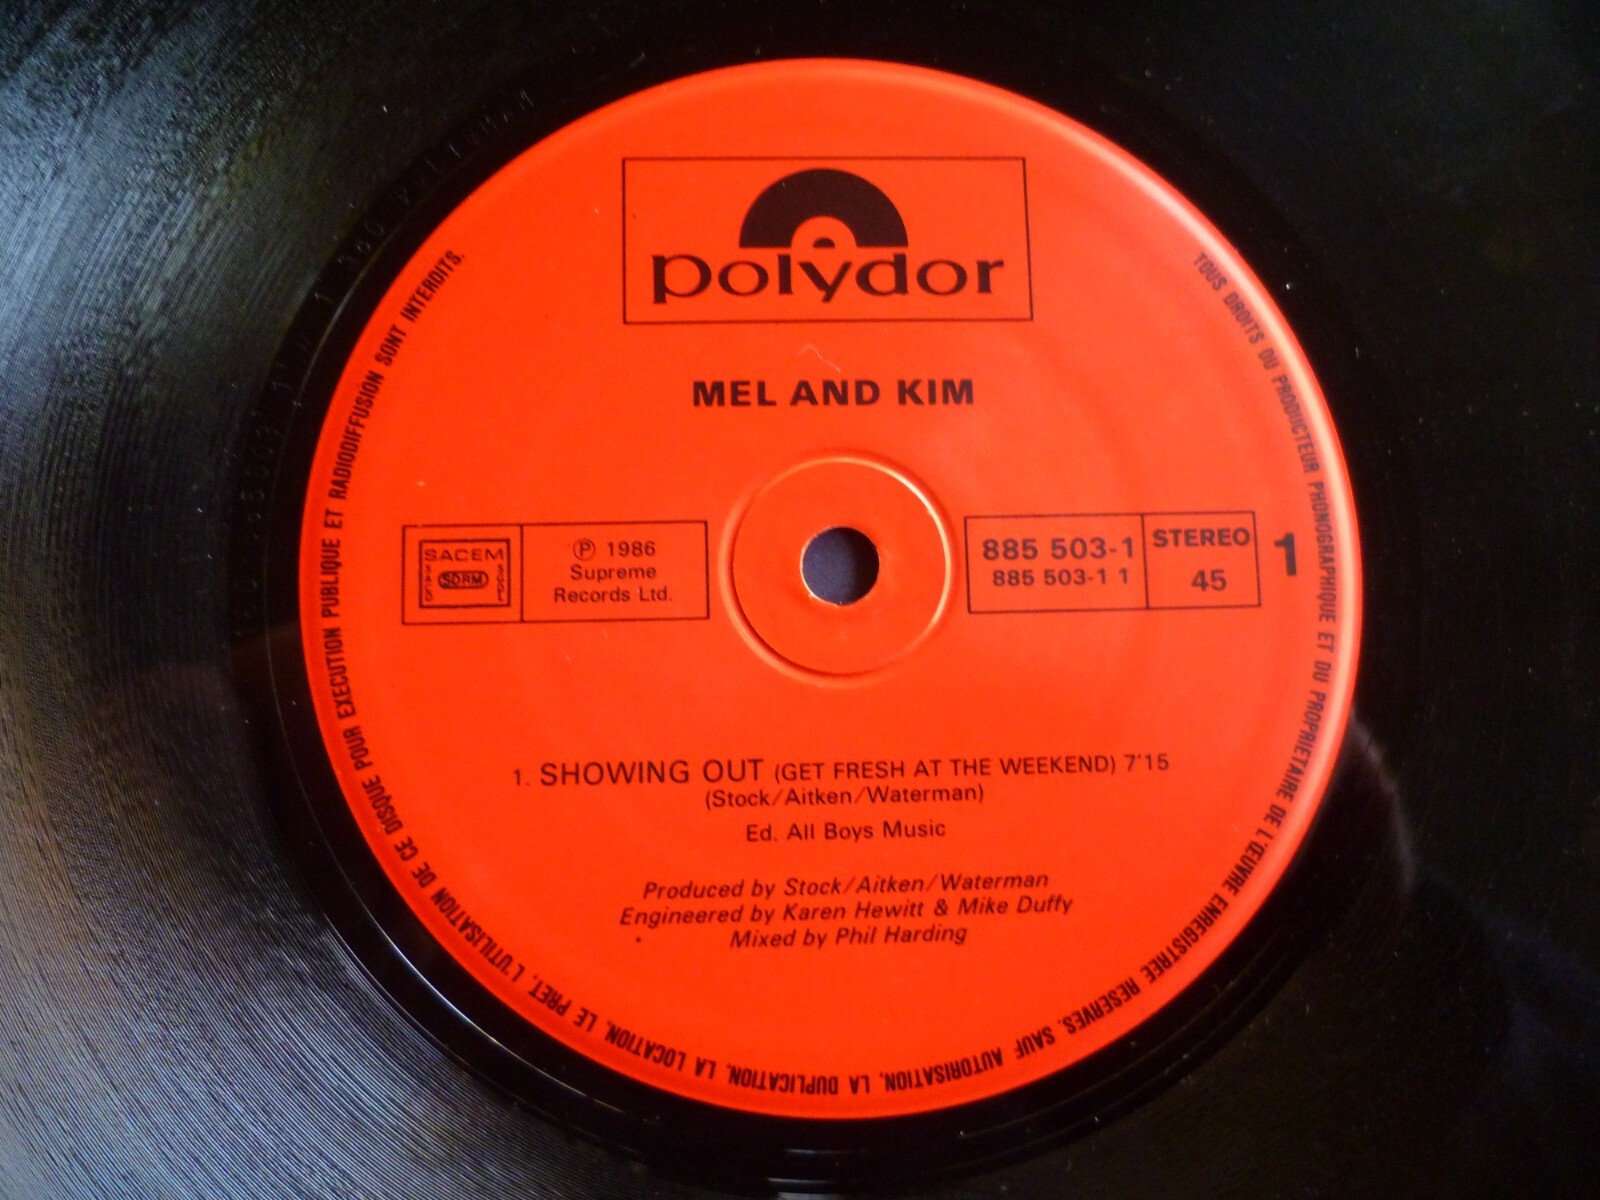 polydor
MEL AND KIM
SACEM
SACD
SDRM
SGDL
Ⓟ 1986
Supreme
Records Ltd.
885 503-1
885 503-1 1
STEREO
45
1
1. SHOWING OUT (GET FRESH AT THE WEEKEND) 7'15
(Stock/Aitken/Waterman)
Ed. All Boys Music
Produced by Stock/Aitken/Waterman
Engineered by Karen Hewitt & Mike Duffy
Mixed by Phil Harding
TOUS DROITS DU PRODUCTEUR PHONOGRAPHIQUE ET DU PROPRIETAIRE DE L'ŒUVRE ENREGISTREE RESERVES. SAUF AUTORISATION, LA DUPLICATION, LA LOCATION, LE PRET, L'UTILISATION DE CE DISQUE POUR EXECUTION PUBLIQUE ET RADIODIFFUSION SONT INTERDITS.